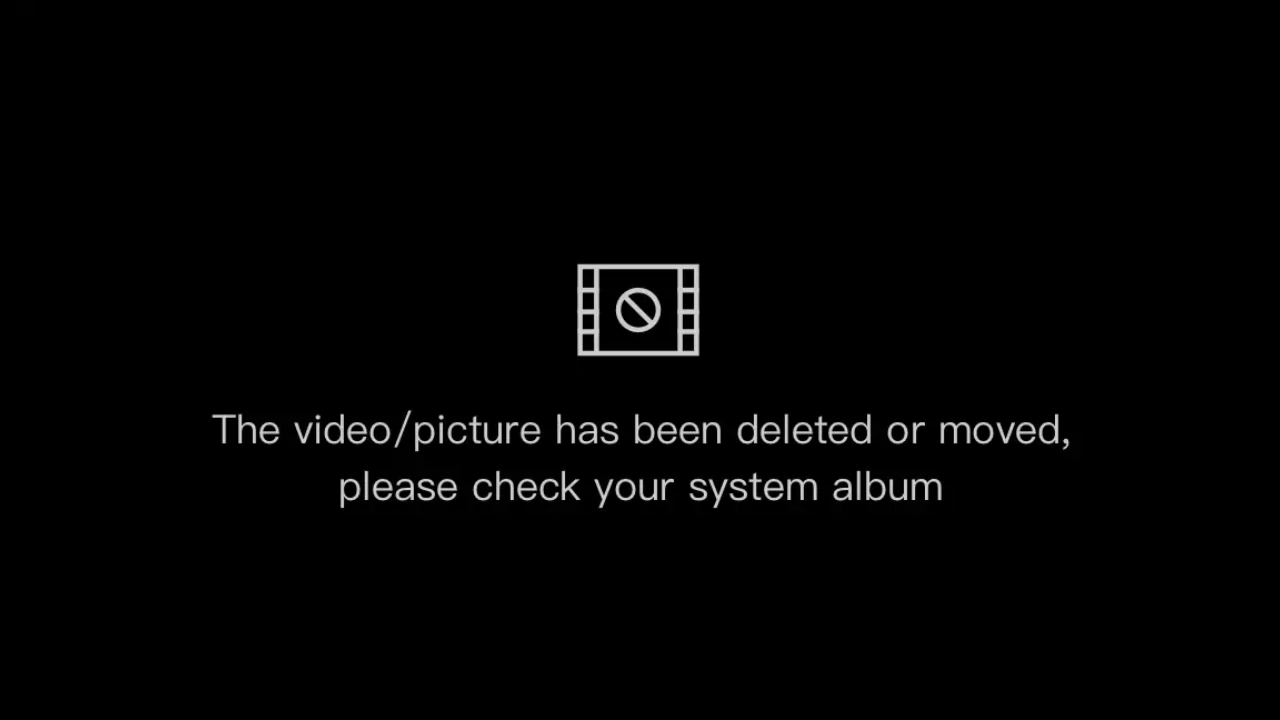 The video/picture has been deleted or moved,
please check your system album